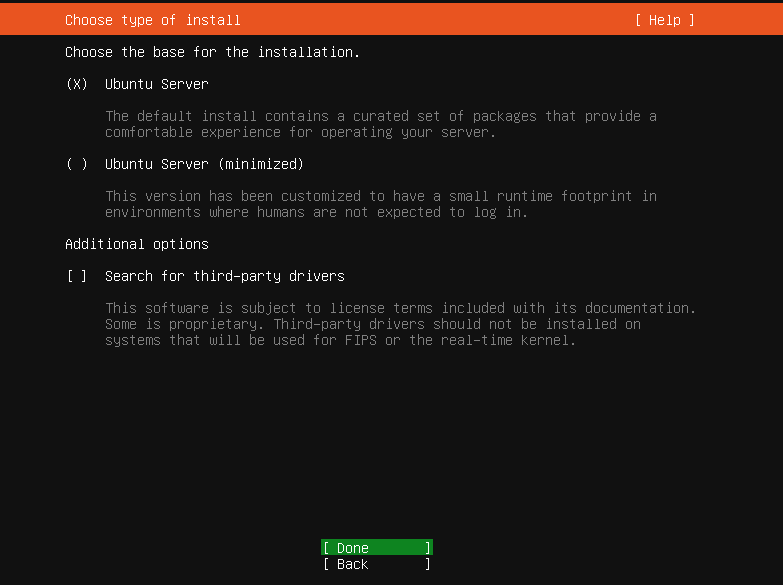 Choose type of install [ Help ]
Choose the base for the installation.
(X) Ubuntu Server
The default install contains a curated set of packages that provide a
comfortable experience for operating your server.
( ) Ubuntu Server (minimized)
This version has been customized to have a small runtime footprint in
environments where humans are not expected to log in.
Additional options
[ ] Search for third-party drivers
This software is subject to license terms included with its documentation.
Some is proprietary. Third-party drivers should not be installed on
systems that will be used for FIPS or the real-time kernel.
[ Done ]
[ Back ]